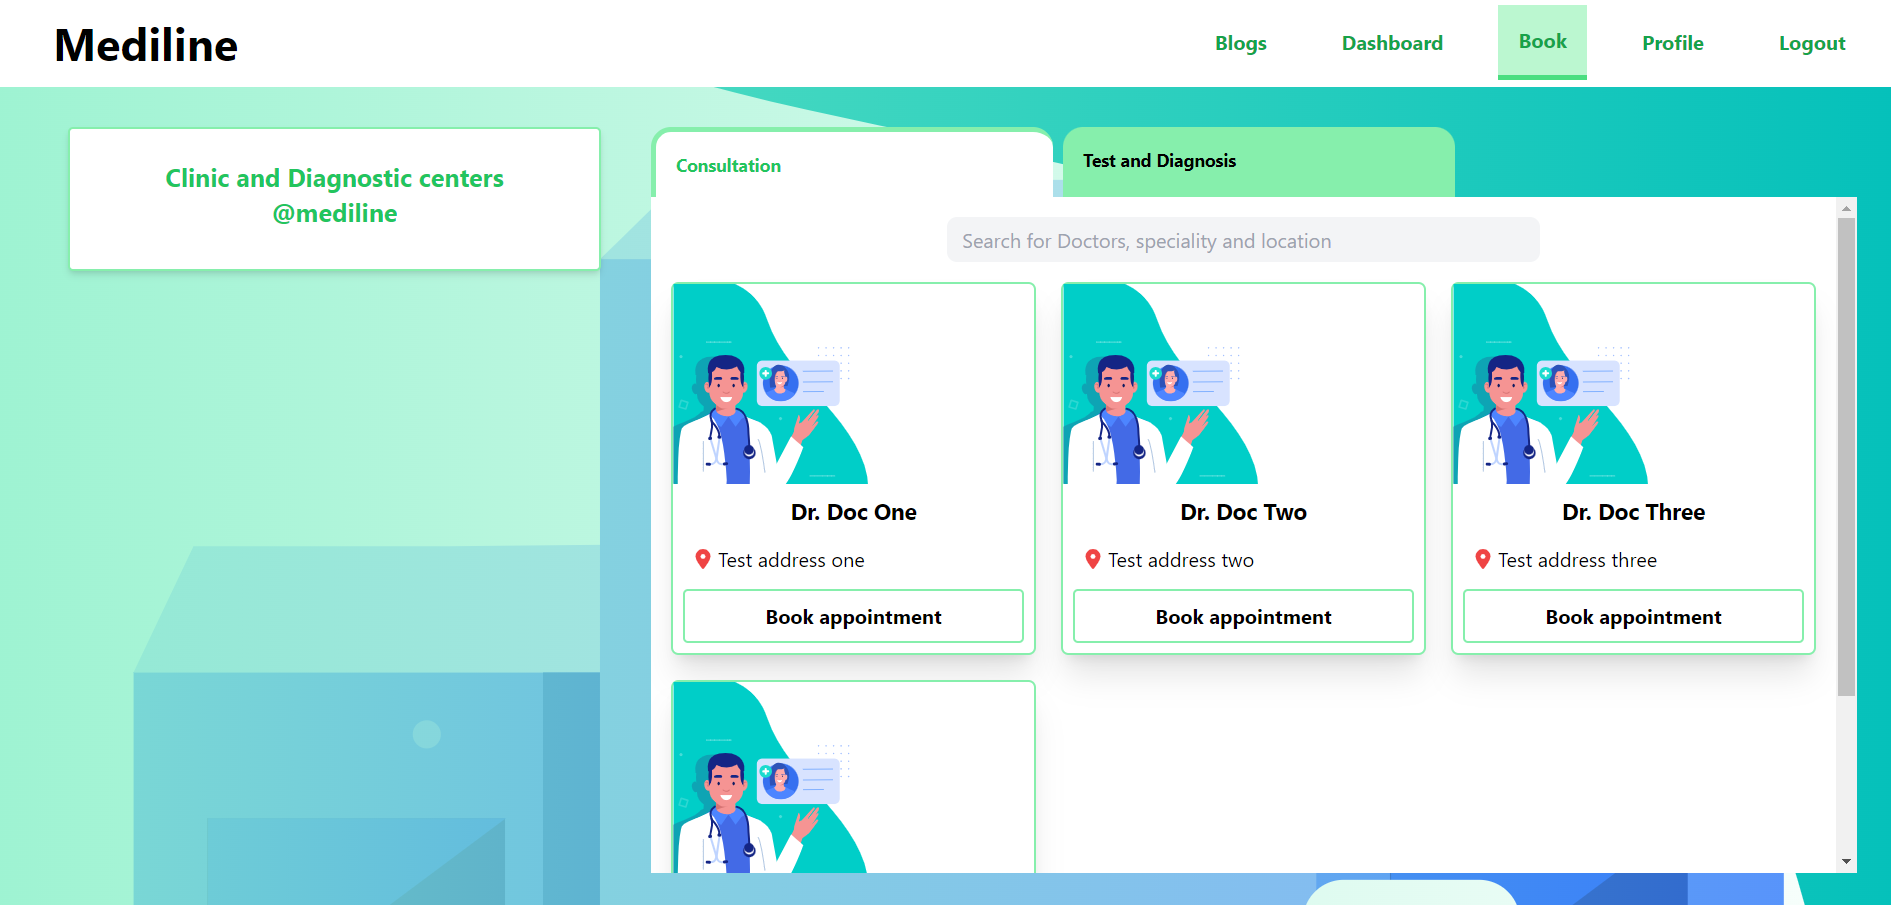 Mediline
Blogs
Dashboard
Book
Profile
Logout
Clinic and Diagnostic centers
@mediline
Consultation
Test and Diagnosis
Search for Doctors, speciality and location
Dr. Doc One
Test address one
Book appointment
Dr. Doc Two
Test address two
Book appointment
Dr. Doc Three
Test address three
Book appointment